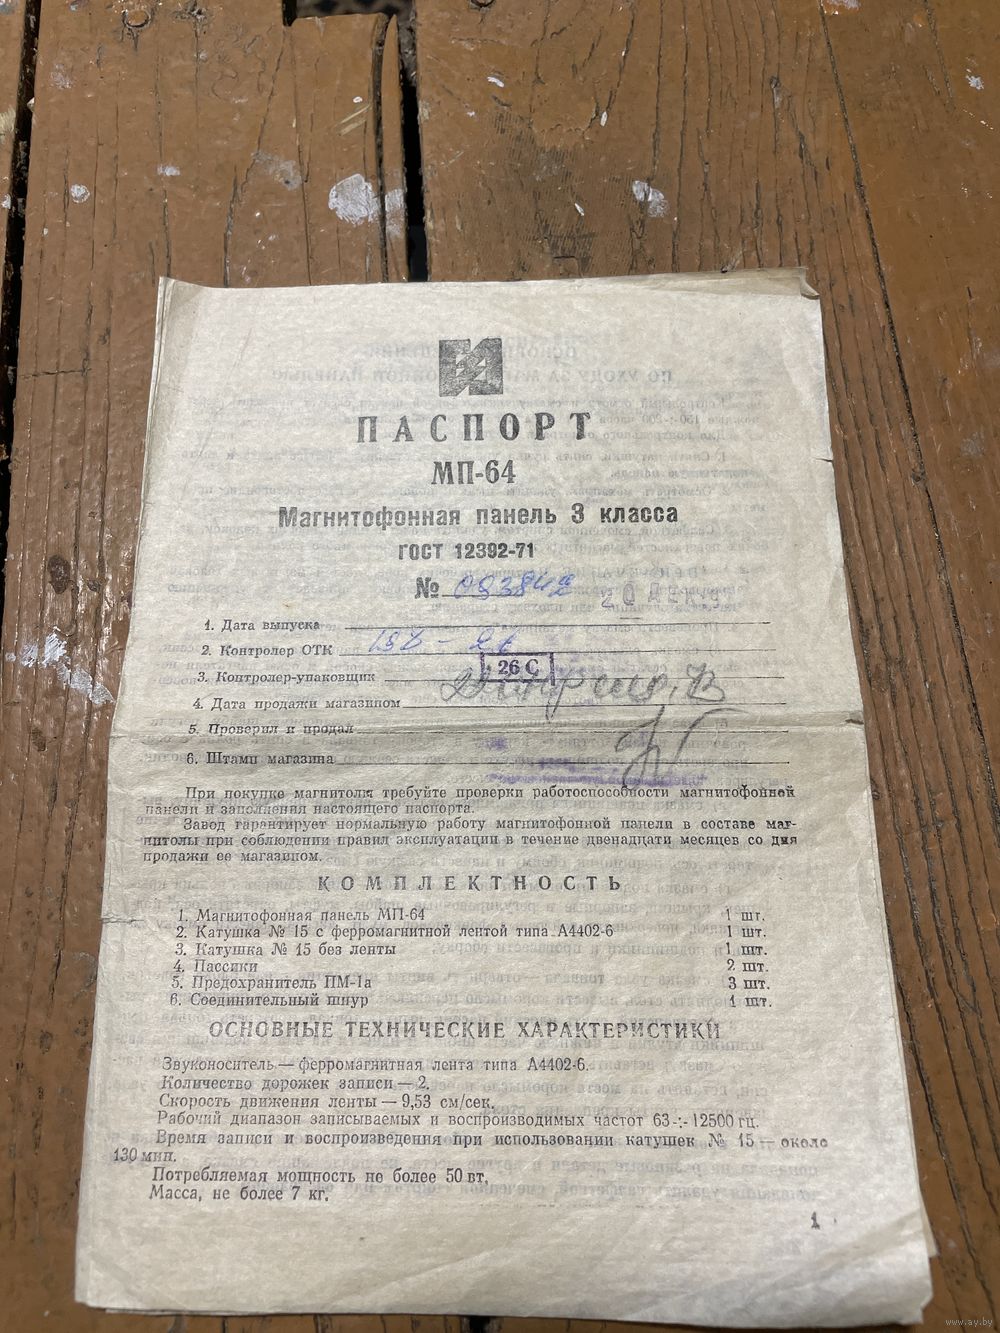 ПАСПОРТ
МП-64
Магнитофонная панель 3 класса
ГОСТ 12392-71
№
1. Дата выпуска
2. Контролер ОТК
26 С
3. Контролер-упаковщик
4. Дата продажи магазином
5. Проверил и продал
6. Штамп магазина
При покупке магнитолы требуйте проверки работоспособности магнитофонной
панели и заполнения настоящего паспорта.
Завод гарантирует нормальную работу магнитофонной панели в составе маг-
нитолы при соблюдении правил эксплуатации в течение двенадцати месяцев со дня
продажи ее магазином.
КОМПЛЕКТНОСТЬ
1. Магнитофонная панель МП-64 1 шт.
2. Катушка № 15 с ферромагнитной лентой типа А4402-6 1 шт.
3. Катушка № 15 без ленты 1 шт.
4. Пассики 2 шт.
5. Предохранитель ПМ-1а 3 шт.
6. Соединительный шнур 1 шт.
ОСНОВНЫЕ ТЕХНИЧЕСКИЕ ХАРАКТЕРИСТИКИ
Звуконоситель — ферромагнитная лента типа А4402-6.
Количество дорожек записи — 2.
Скорость движения ленты — 9,53 см/сек.
Рабочий диапазон записываемых и воспроизводимых частот 63-:-12500 гц.
Время записи и воспроизведения при использовании катушек № 15 — около
130 мин.
Потребляемая мощность не более 50 вт.
Масса, не более 7 кг.
1
www.ay.by